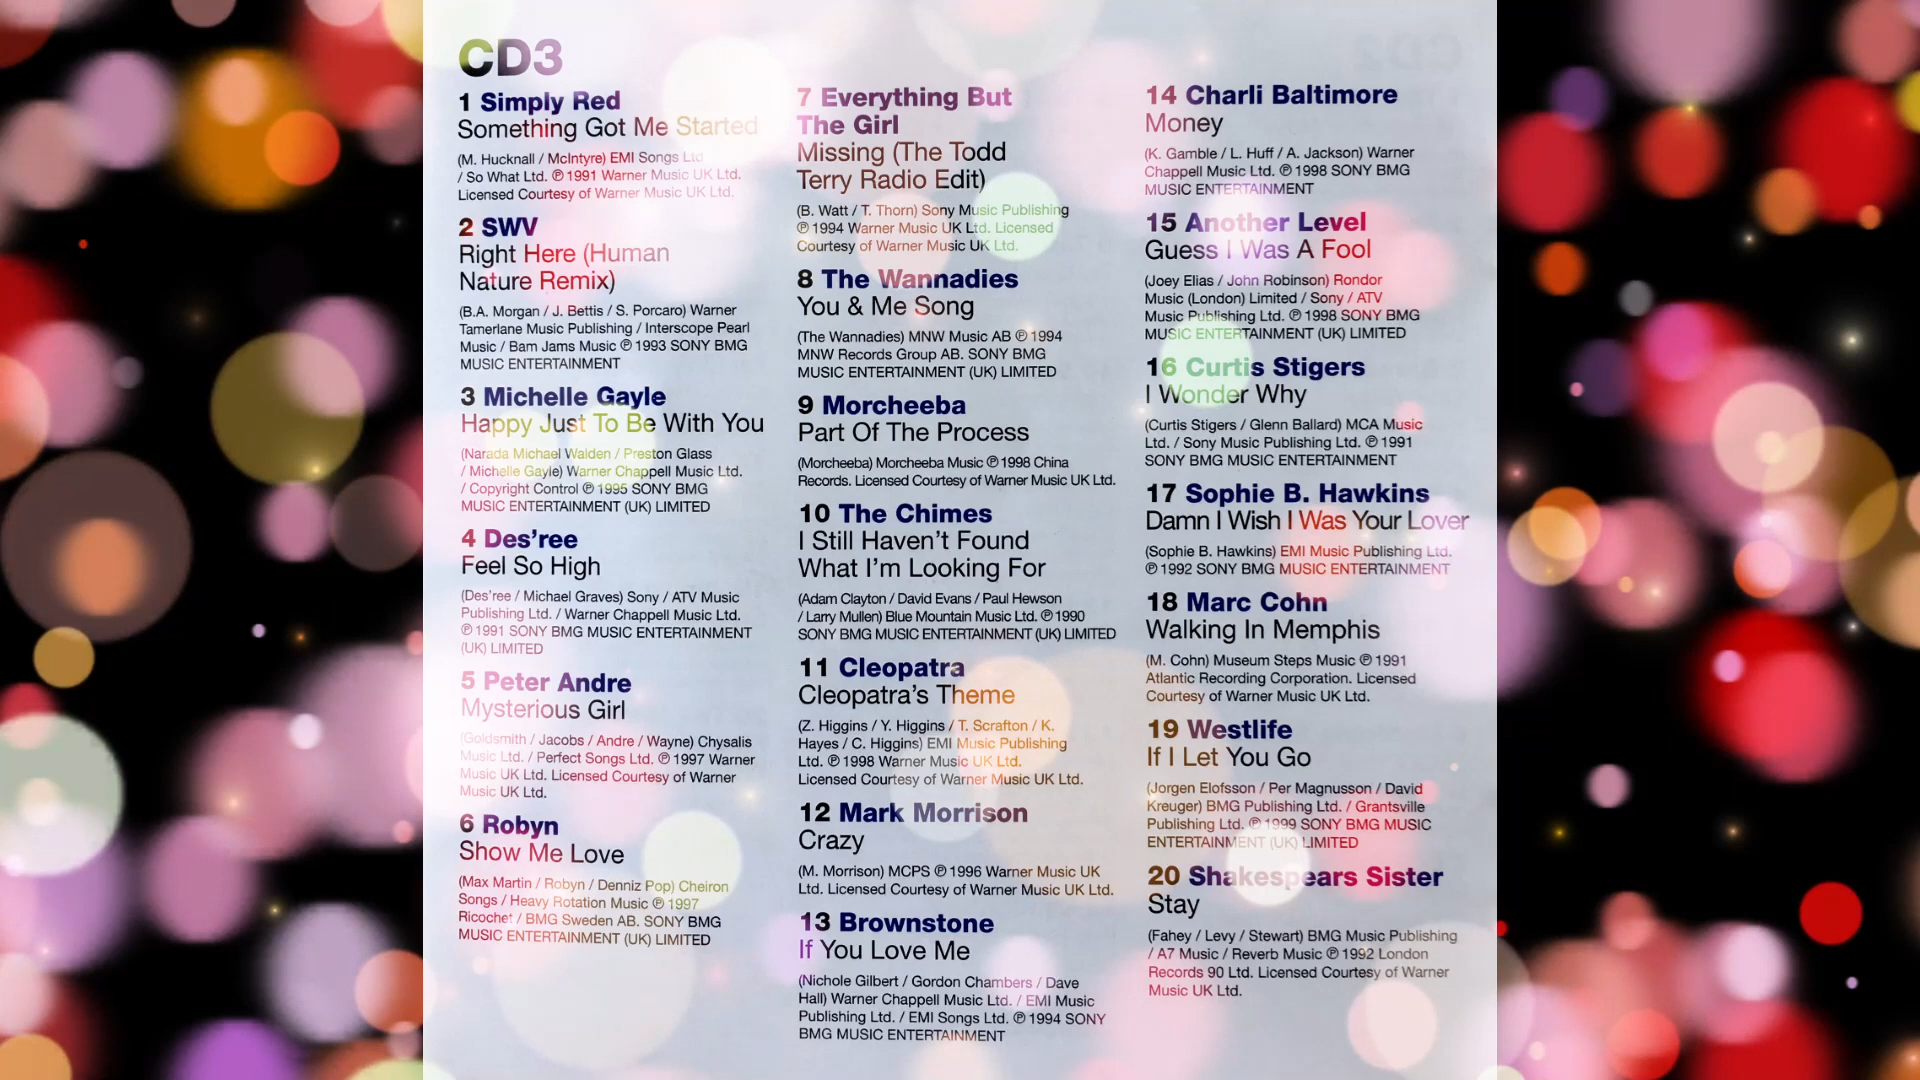 CD3
1 Simply Red
Something Got Me Started
(M. Hucknall / McIntyre) EMI Songs Ltd
/ So What Ltd. ℗ 1991 Warner Music UK Ltd.
Licensed Courtesy of Warner Music UK Ltd.
2 SWV
Right Here (Human
Nature Remix)
(B.A. Morgan / J. Bettis / S. Porcaro) Warner
Tamerlane Music Publishing / Interscope Pearl
Music / Bam Jams Music ℗ 1993 SONY BMG
MUSIC ENTERTAINMENT
3 Michelle Gayle
Happy Just To Be With You
(Narada Michael Walden / Preston Glass
/ Michelle Gayle) Warner Chappell Music Ltd.
/ Copyright Control ℗ 1995 SONY BMG
MUSIC ENTERTAINMENT (UK) LIMITED
4 Des’ree
Feel So High
(Des’ree / Michael Graves) Sony / ATV Music
Publishing Ltd. / Warner Chappell Music Ltd.
℗ 1991 SONY BMG MUSIC ENTERTAINMENT
(UK) LIMITED
5 Peter Andre
Mysterious Girl
(Goldsmith / Jacobs / Andre / Wayne) Chysalis
Music Ltd. / Perfect Songs Ltd. ℗ 1997 Warner
Music UK Ltd. Licensed Courtesy of Warner
Music UK Ltd.
6 Robyn
Show Me Love
(Max Martin / Robyn / Denniz Pop) Cheiron
Songs / Heavy Rotation Music ℗ 1997
Ricochet / BMG Sweden AB. SONY BMG
MUSIC ENTERTAINMENT (UK) LIMITED
7 Everything But
The Girl
Missing (The Todd
Terry Radio Edit)
(B. Watt / T. Thorn) Sony Music Publishing
℗ 1994 Warner Music UK Ltd. Licensed
Courtesy of Warner Music UK Ltd.
8 The Wannadies
You & Me Song
(The Wannadies) MNW Music AB ℗ 1994
MNW Records Group AB. SONY BMG
MUSIC ENTERTAINMENT (UK) LIMITED
9 Morcheeba
Part Of The Process
(Morcheeba) Morcheeba Music ℗ 1998 China
Records. Licensed Courtesy of Warner Music UK Ltd.
10 The Chimes
I Still Haven’t Found
What I’m Looking For
(Adam Clayton / David Evans / Paul Hewson
/ Larry Mullen) Blue Mountain Music Ltd. ℗ 1990
SONY BMG MUSIC ENTERTAINMENT (UK) LIMITED
11 Cleopatra
Cleopatra’s Theme
(Z. Higgins / Y. Higgins / T. Scrafton / K.
Hayes / C. Higgins) EMI Music Publishing
Ltd. ℗ 1998 Warner Music UK Ltd.
Licensed Courtesy of Warner Music UK Ltd.
12 Mark Morrison
Crazy
(M. Morrison) MCPS ℗ 1996 Warner Music UK
Ltd. Licensed Courtesy of Warner Music UK Ltd.
13 Brownstone
If You Love Me
(Nichole Gilbert / Gordon Chambers / Dave
Hall) Warner Chappell Music Ltd. / EMI Music
Publishing Ltd. / EMI Songs Ltd. ℗ 1994 SONY
BMG MUSIC ENTERTAINMENT
14 Charli Baltimore
Money
(K. Gamble / L. Huff / A. Jackson) Warner
Chappell Music Ltd. ℗ 1998 SONY BMG
MUSIC ENTERTAINMENT
15 Another Level
Guess I Was A Fool
(Joey Elias / John Robinson) Rondor
Music (London) Limited / Sony / ATV
Music Publishing Ltd. ℗ 1998 SONY BMG
MUSIC ENTERTAINMENT (UK) LIMITED
16 Curtis Stigers
I Wonder Why
(Curtis Stigers / Glenn Ballard) MCA Music
Ltd. / Sony Music Publishing Ltd. ℗ 1991
SONY BMG MUSIC ENTERTAINMENT
17 Sophie B. Hawkins
Damn I Wish I Was Your Lover
(Sophie B. Hawkins) EMI Music Publishing Ltd.
℗ 1992 SONY BMG MUSIC ENTERTAINMENT
18 Marc Cohn
Walking In Memphis
(M. Cohn) Museum Steps Music ℗ 1991
Atlantic Recording Corporation. Licensed
Courtesy of Warner Music UK Ltd.
19 Westlife
If I Let You Go
(Jorgen Elofsson / Per Magnusson / David
Kreuger) BMG Publishing Ltd. / Grantsville
Publishing Ltd. ℗ 1999 SONY BMG MUSIC
ENTERTAINMENT (UK) LIMITED
20 Shakespears Sister
Stay
(Fahey / Levy / Stewart) BMG Music Publishing
/ A7 Music / Reverb Music ℗ 1992 London
Records 90 Ltd. Licensed Courtesy of Warner
Music UK Ltd.